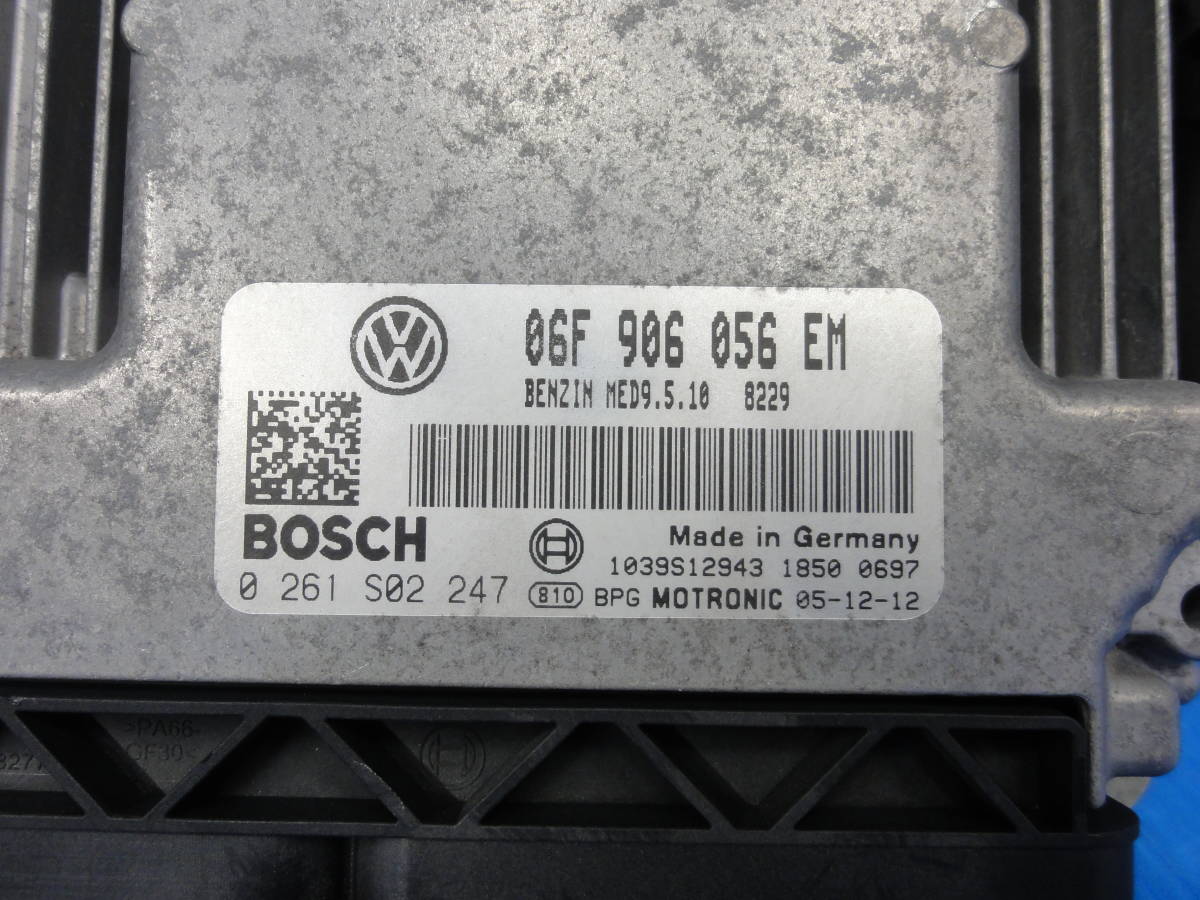 06F 906 056 EM
BENZIN MED9.5.10 8229
BOSCH
Made in Germany
1039S12943 1850 0697
0 261 S02 247 810 BPG MOTRONIC 05-12-12
>PA66-
GF30<